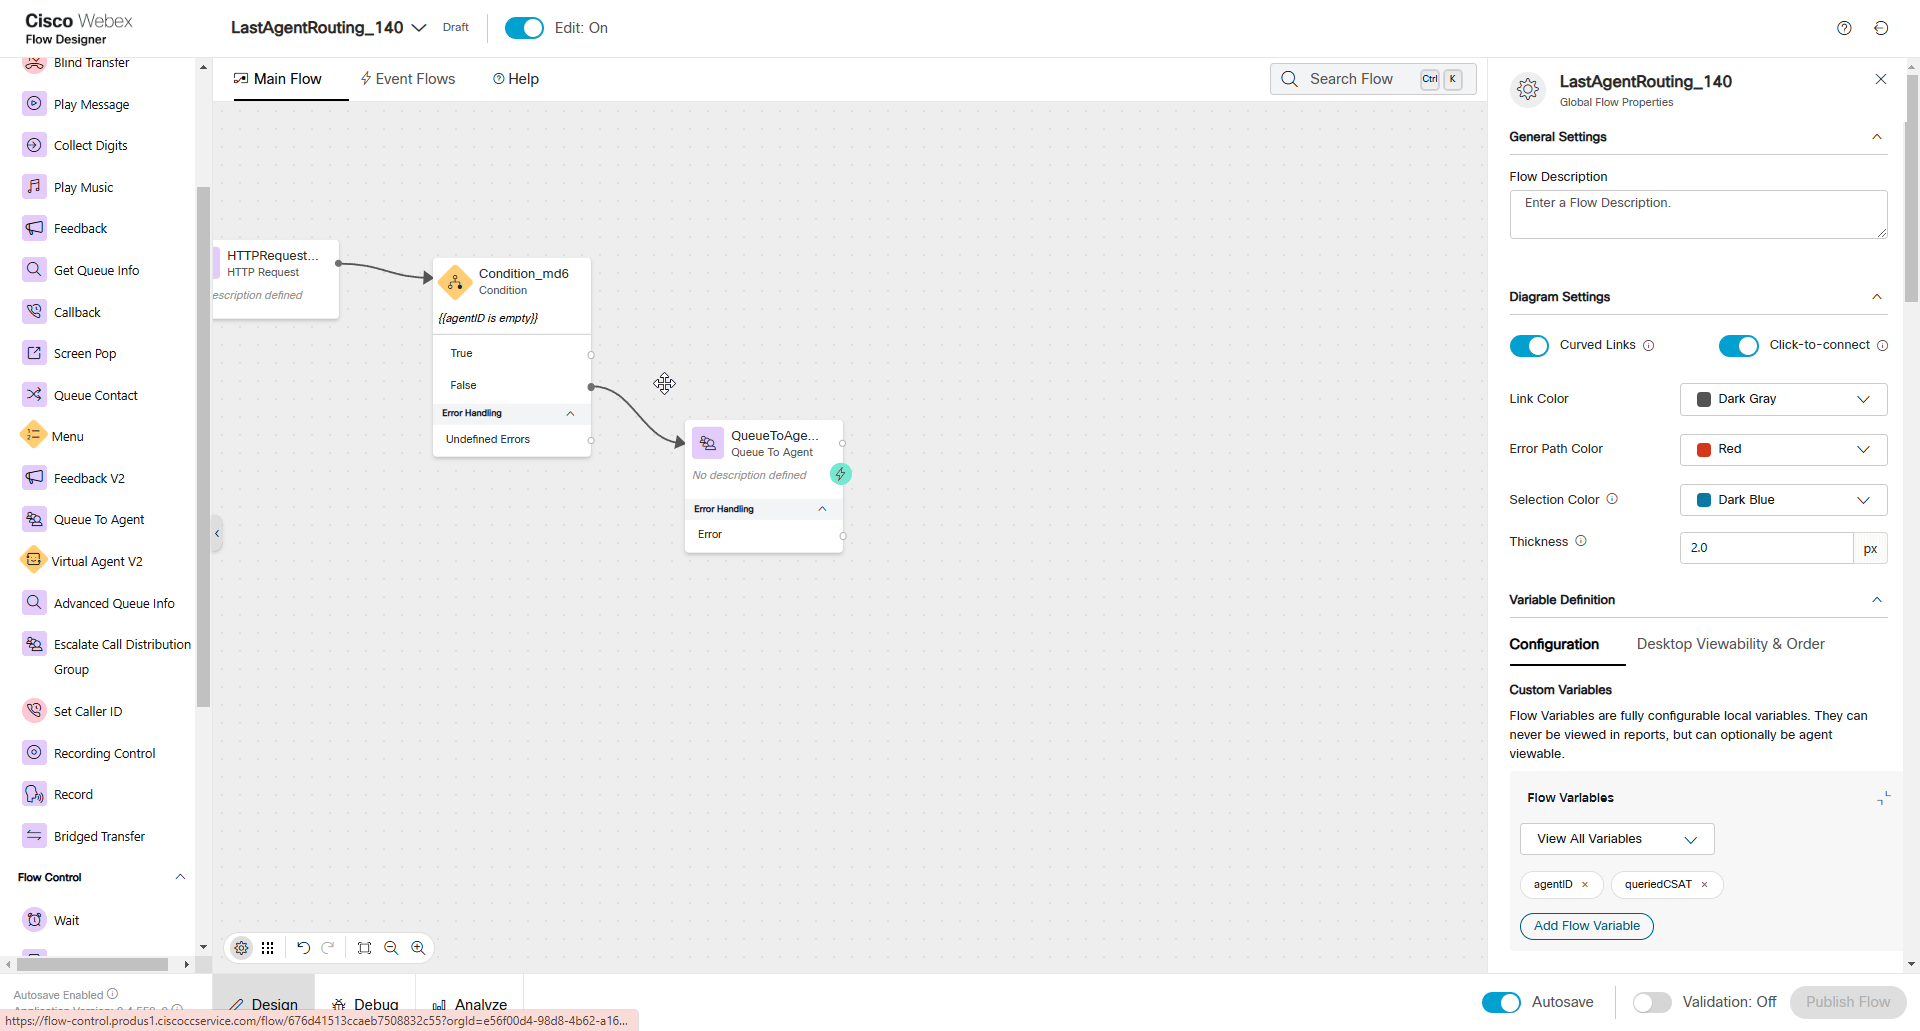 Cisco Webex
Flow Designer
LastAgentRouting_140
Draft
Edit: On
Blind Transfer
Play Message
Collect Digits
Play Music
Feedback
Get Queue Info
Callback
Screen Pop
Queue Contact
Menu
Feedback V2
Queue To Agent
Virtual Agent V2
Advanced Queue Info
Escalate Call Distribution
Group
Set Caller ID
Recording Control
Record
Bridged Transfer
Flow Control
Wait
Autosave Enabled
Main Flow
Event Flows
Help
Search Flow
Ctrl
K
HTTPRequest...
HTTP Request
escription defined
Condition_md6
Condition
{{agentID is empty}}
True
False
Error Handling
Undefined Errors
QueueToAge...
Queue To Agent
No description defined
Error Handling
Error
LastAgentRouting_140
Global Flow Properties
General Settings
Flow Description
Enter a Flow Description.
Diagram Settings
Curved Links
Click-to-connect
Link Color
Dark Gray
Error Path Color
Red
Selection Color
Dark Blue
Thickness
2.0
px
Variable Definition
Configuration
Desktop Viewability & Order
Custom Variables
Flow Variables are fully configurable local variables. They can
never be viewed in reports, but can optionally be agent
viewable.
Flow Variables
View All Variables
agentID
queriedCSAT
Add Flow Variable
Design
Debug
Analyze
Autosave
Validation: Off
Publish Flow
https://flow-control.produs1.ciscoccservice.com/flow/676d41513ccaeb7508832c55?orgId=e56f00d4-98d8-4b62-a16...